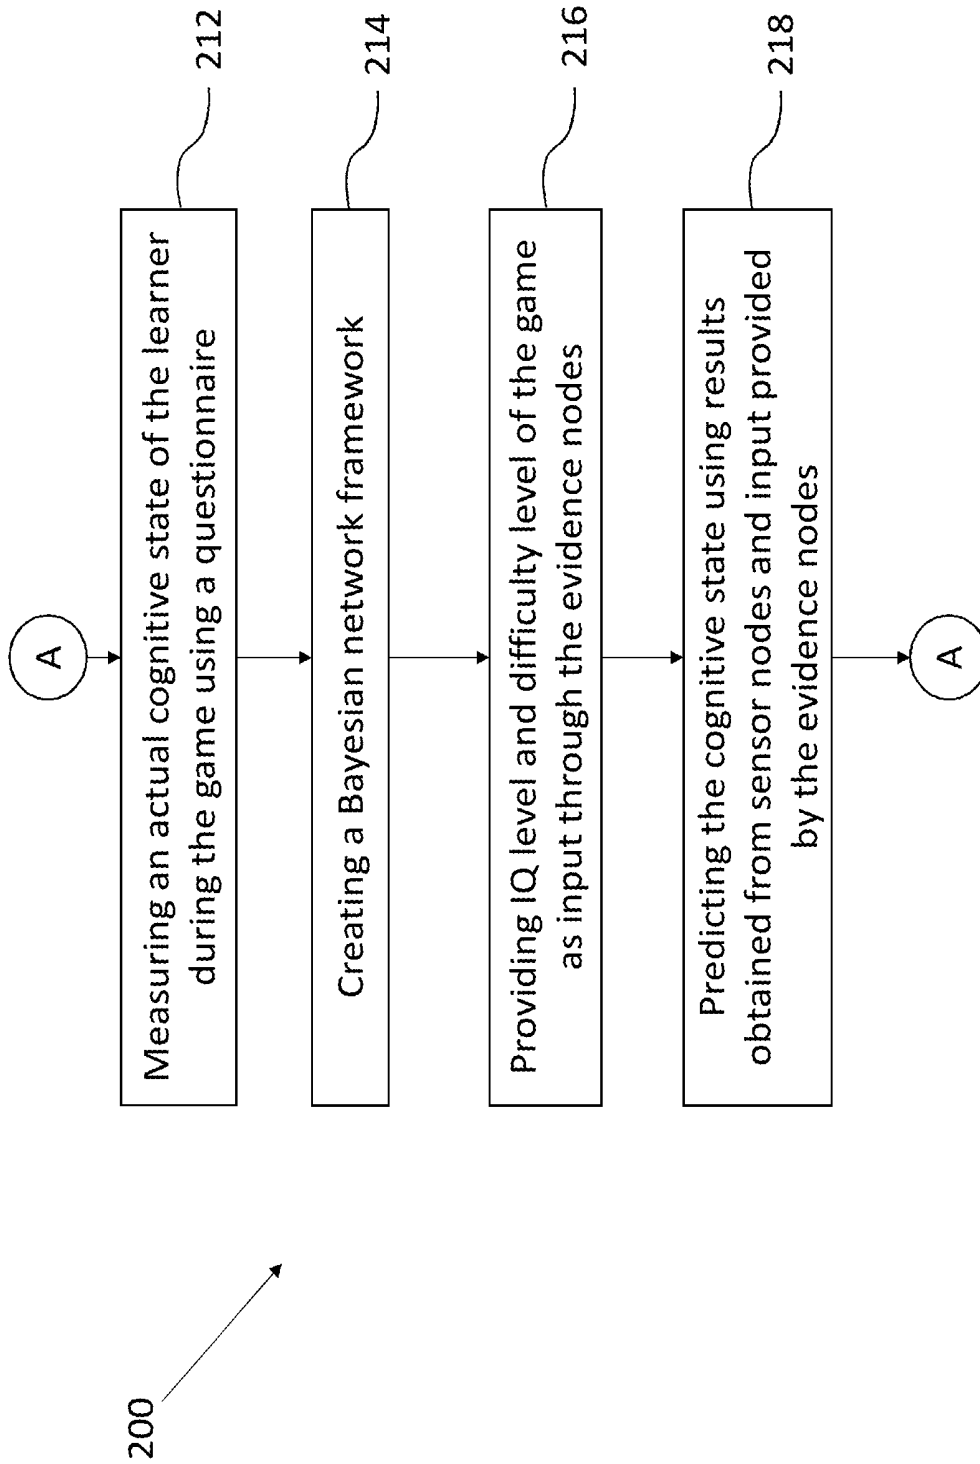 A
Measuring an actual cognitive state of the learner
during the game using a questionnaire
212
Creating a Bayesian network framework
214
Providing IQ level and difficulty level of the game
as input through the evidence nodes
216
Predicting the cognitive state using results
obtained from sensor nodes and input provided
by the evidence nodes
218
A
200